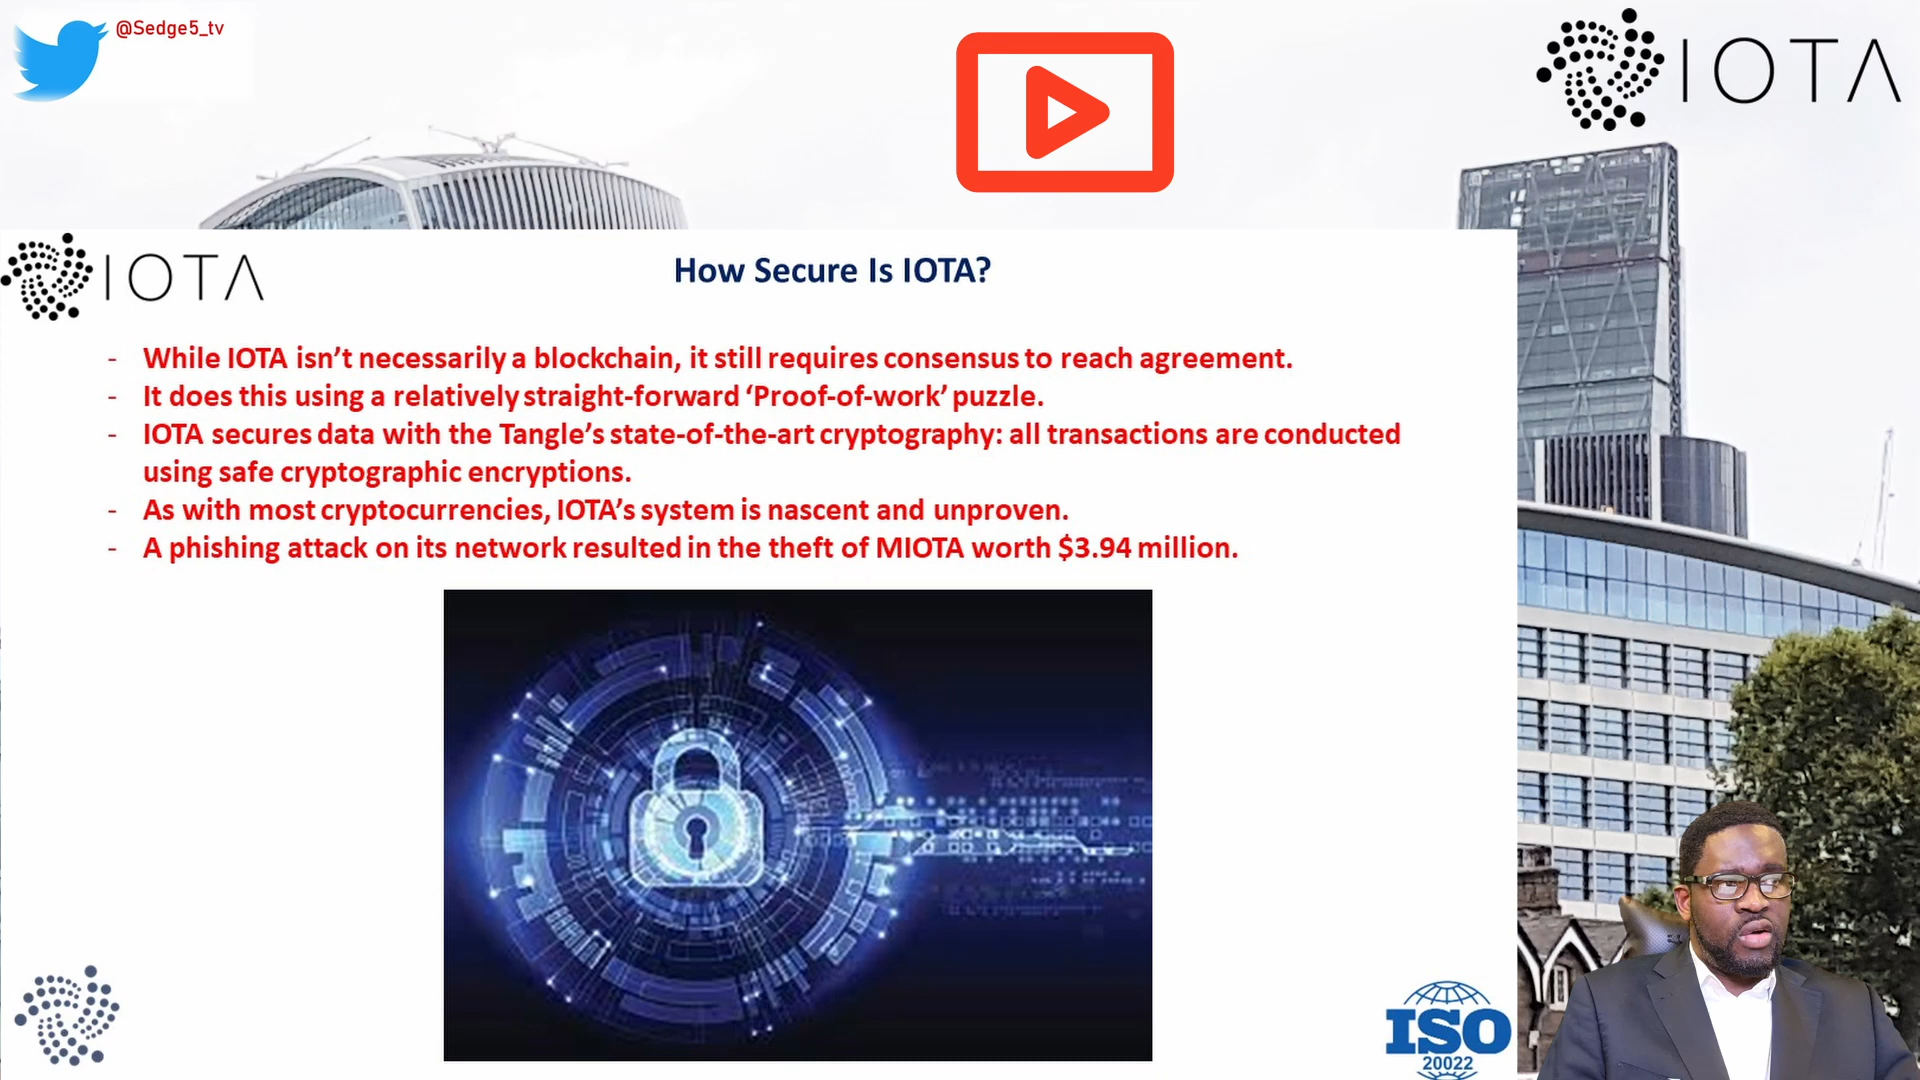 @Sedge5_tv
IOTA
IOTA
How Secure Is IOTA?
- While IOTA isn’t necessarily a blockchain, it still requires consensus to reach agreement.
- It does this using a relatively straight-forward ‘Proof-of-work’ puzzle.
- IOTA secures data with the Tangle’s state-of-the-art cryptography: all transactions are conducted
using safe cryptographic encryptions.
- As with most cryptocurrencies, IOTA’s system is nascent and unproven.
- A phishing attack on its network resulted in the theft of MIOTA worth $3.94 million.
ISO
20022